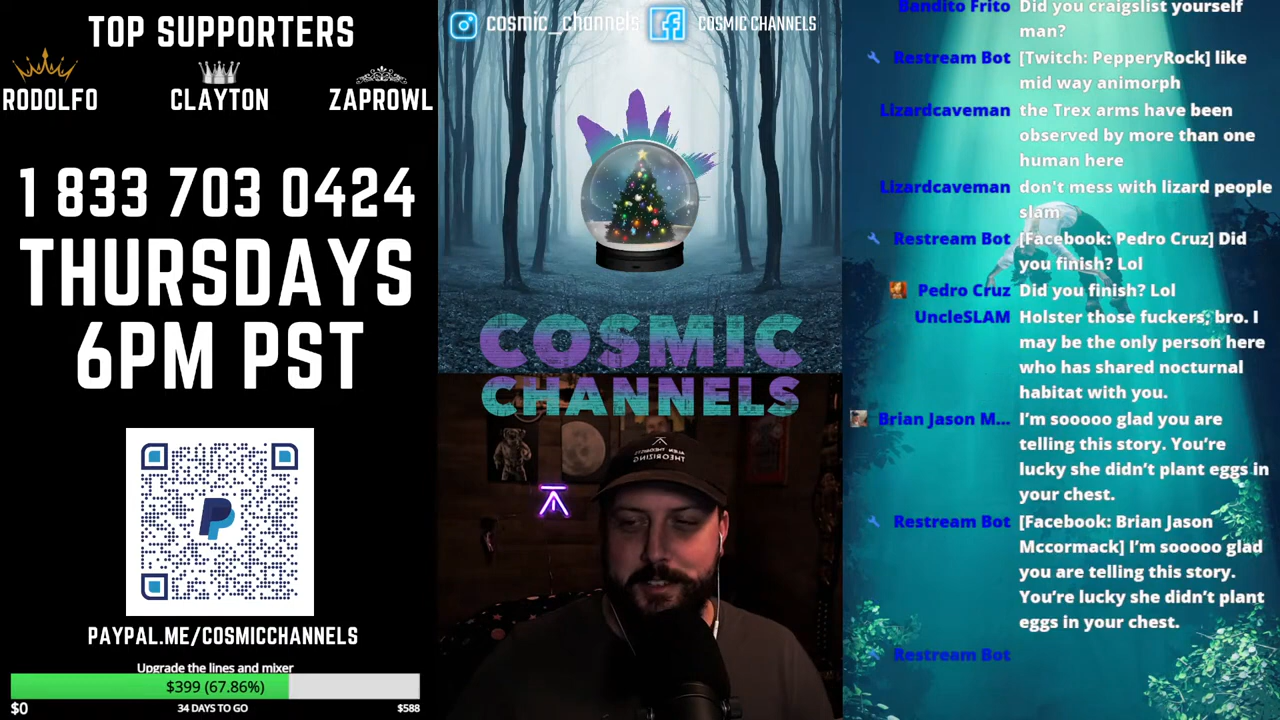 TOP SUPPORTERS
RODOLFO
CLAYTON
ZAPROWL
1 833 703 0424
THURSDAYS
6PM PST
PAYPAL.ME/COSMICCHANNELS
Upgrade the lines and mixer
$399 (67.86%)
$0
34 DAYS TO GO
$588
cosmic_channels
COSMIC CHANNELS
COSMIC
CHANNELS
ALIEN THEORISTS
THEORIZING
Bandito Frito Did you craigslist yourself
man?
Restream Bot [Twitch: PepperyRock] like
mid way animorph
Lizardcaveman the Trex arms have been
observed by more than one
human here
Lizardcaveman don't mess with lizard people
slam
Restream Bot [Facebook: Pedro Cruz] Did
you finish? Lol
Pedro Cruz Did you finish? Lol
UncleSLAM Holster those fuckers, bro. I
may be the only person here
who has shared nocturnal
habitat with you.
Brian Jason M... I’m sooooo glad you are
telling this story. You’re
lucky she didn’t plant eggs in
your chest.
Restream Bot [Facebook: Brian Jason
Mccormack] I’m sooooo glad
you are telling this story.
You’re lucky she didn’t plant
eggs in your chest.
Restream Bot